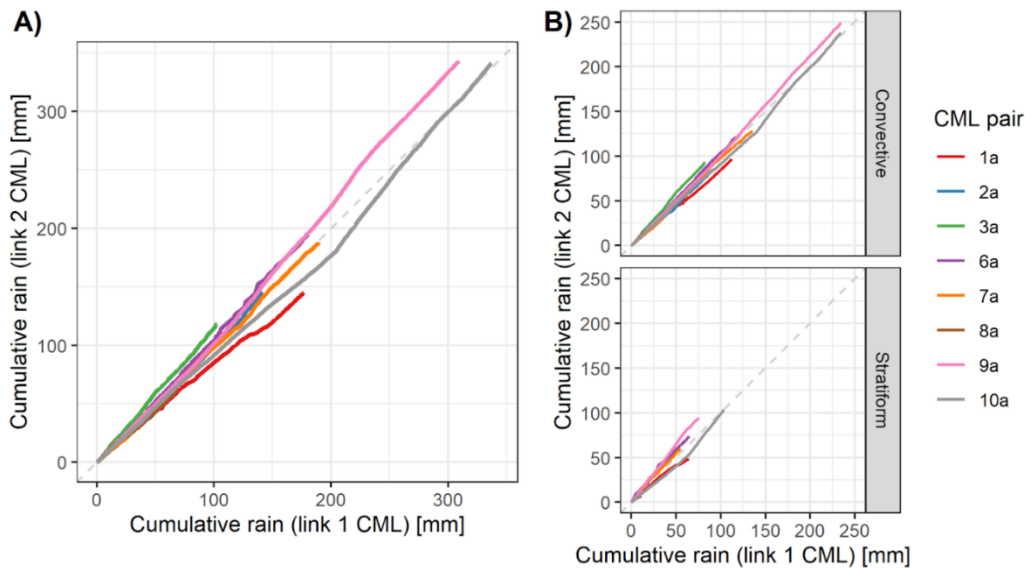 A)
Cumulative rain (link 2 CML) [mm]
300
200
100
0
0 100 200 300
Cumulative rain (link 1 CML) [mm]
B)
Cumulative rain (link 2 CML) [mm]
250
200
150
100
50
0
Convective
250
200
150
100
50
0
Stratiform
0 50 100 150 200 250
Cumulative rain (link 1 CML) [mm]
CML pair
1a
2a
3a
6a
7a
8a
9a
10a